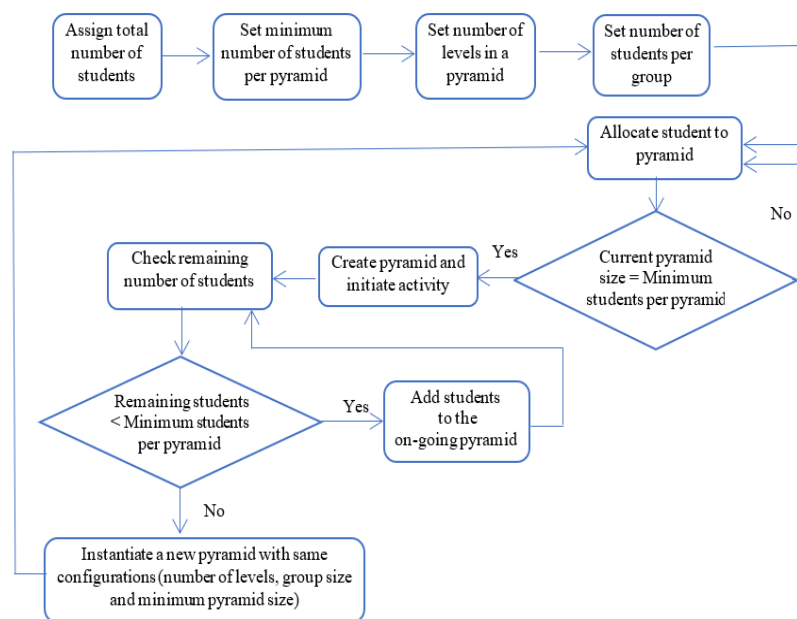 Assign total
number of
students
Set minimum
number of students
per pyramid
Set number of
levels in a
pyramid
Set number of
students per
group
Allocate student to
pyramid
No
Current pyramid
size = Minimum
students per pyramid
Yes
Create pyramid and
initiate activity
Check remaining
number of students
Remaining students
< Minimum students
per pyramid
Yes
Add students
to the
on-going pyramid
No
Instantiate a new pyramid with same
configurations (number of levels, group size
and minimum pyramid size)